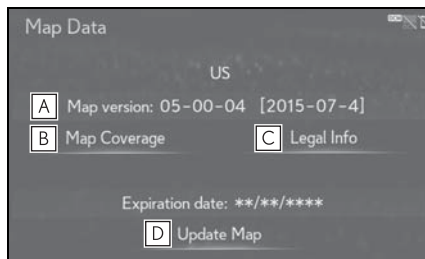 Map Data
US
A Map version: 05-00-04 [2015-07-4]
B Map Coverage
C Legal Info
Expiration date: **/**/****
D Update Map